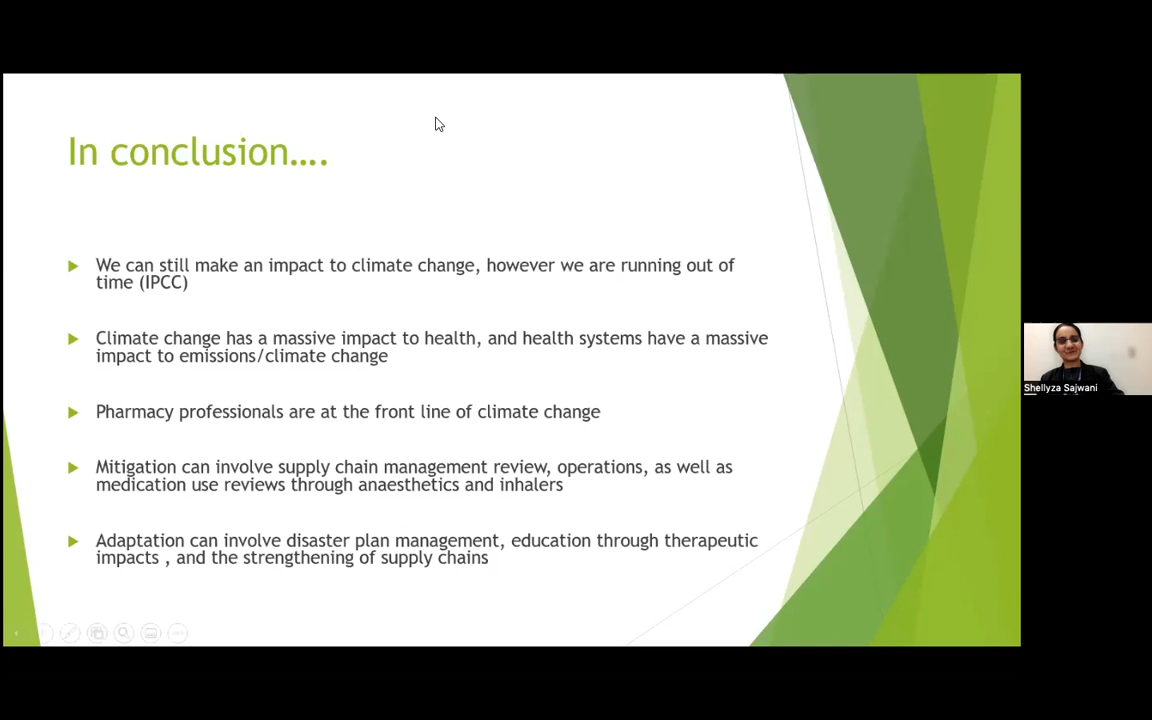 In conclusion....
We can still make an impact to climate change, however we are running out of
time (IPCC)
Climate change has a massive impact to health, and health systems have a massive
impact to emissions/climate change
Pharmacy professionals are at the front line of climate change
Mitigation can involve supply chain management review, operations, as well as
medication use reviews through anaesthetics and inhalers
Adaptation can involve disaster plan management, education through therapeutic
impacts , and the strengthening of supply chains
Shellyza Sajwani